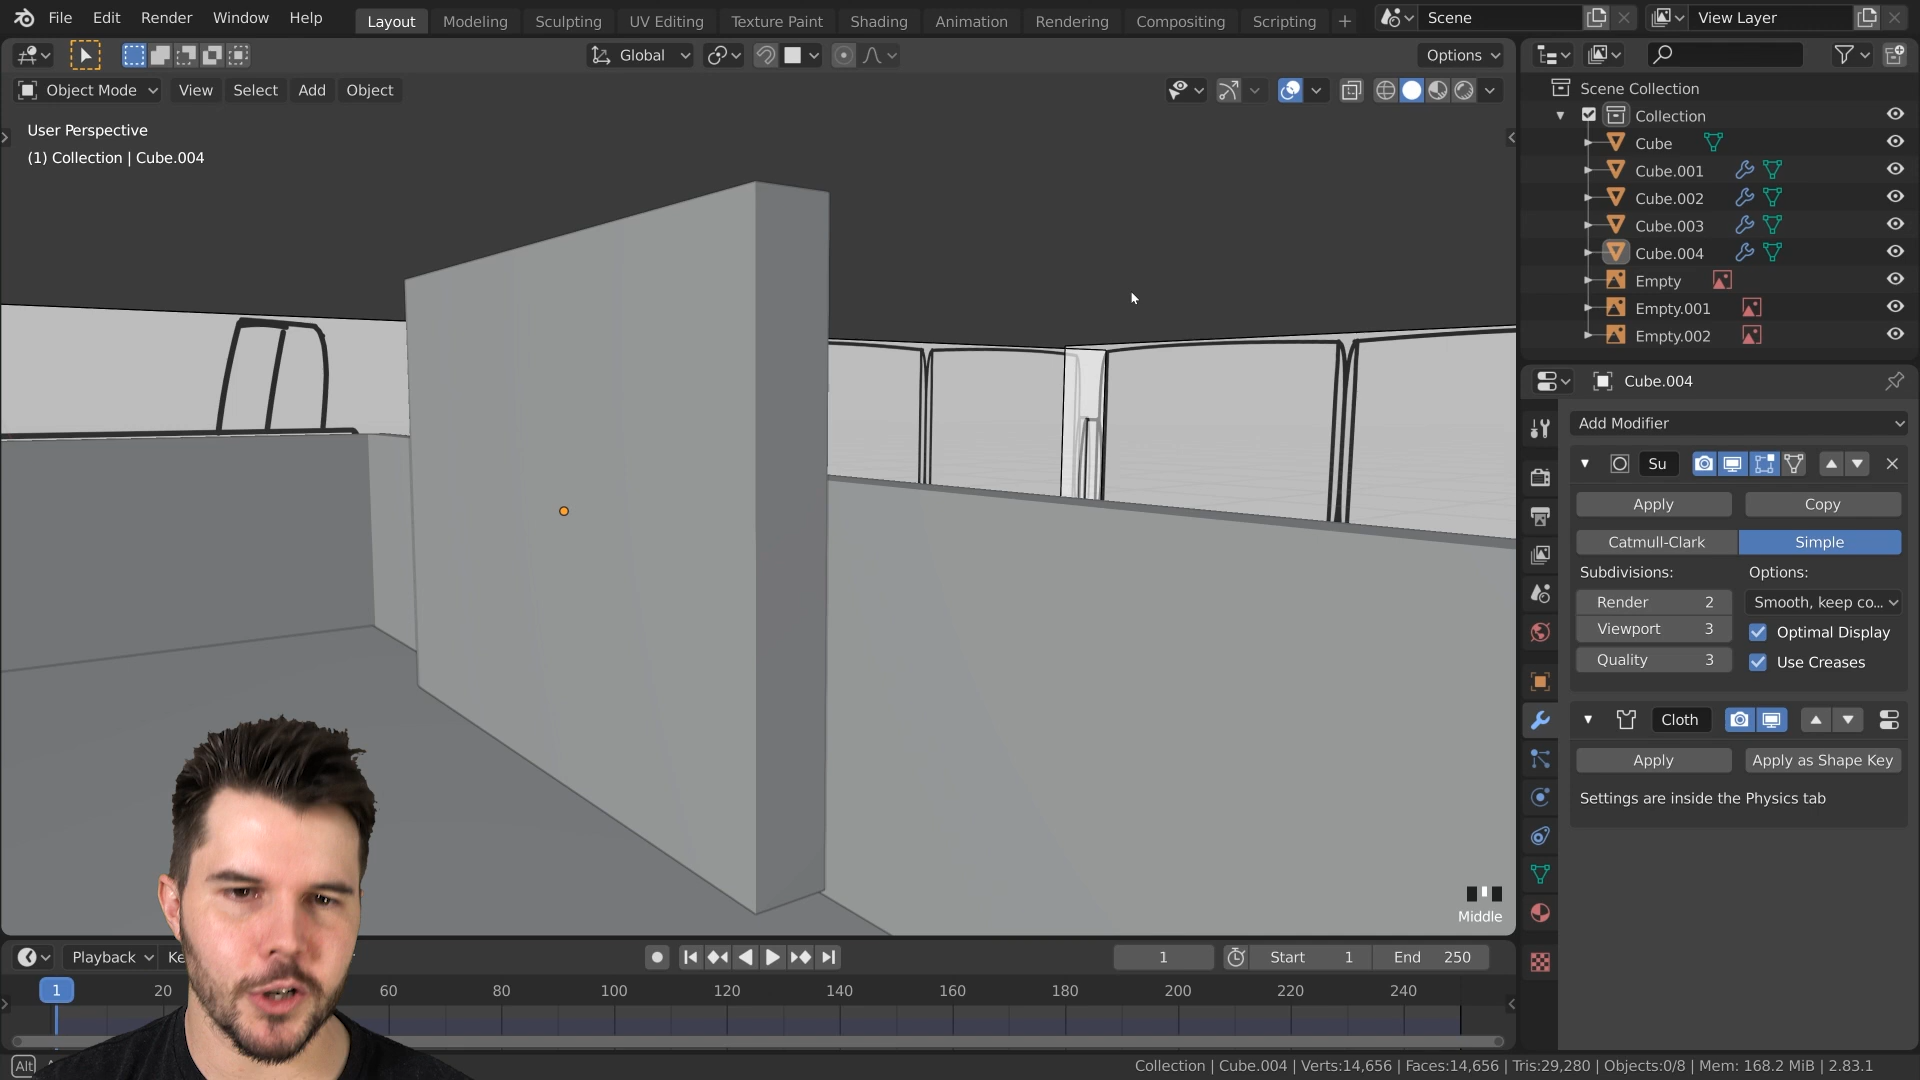 File Edit Render Window Help Layout Modeling Sculpting UV Editing Texture Paint Shading Animation Rendering Compositing Scripting + Scene View Layer
Global Options
Object Mode View Select Add Object
User Perspective
(1) Collection | Cube.004
Scene Collection
Collection
Cube
Cube.001
Cube.002
Cube.003
Cube.004
Empty
Empty.001
Empty.002
Cube.004
Add Modifier
Su
Apply Copy
Catmull-Clark Simple
Subdivisions: Options:
Render 2 Smooth, keep co...
Viewport 3 Optimal Display
Quality 3 Use Creases
Cloth
Apply Apply as Shape Key
Settings are inside the Physics tab
Middle
Playback Ke 1 Start 1 End 250
1 20 60 80 100 120 140 160 180 200 220 240
Alt
Collection | Cube.004 | Verts:14,656 | Faces:14,656 | Tris:29,280 | Objects:0/8 | Mem: 168.2 MiB | 2.83.1